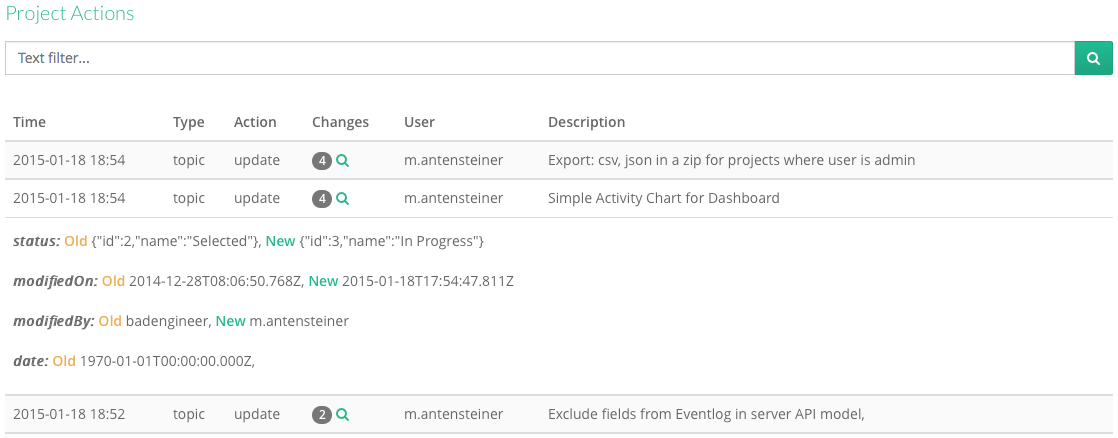 Project Actions
Text filter...
Time Type Action Changes User Description
2015-01-18 18:54 topic update 4 m.antensteiner Export: csv, json in a zip for projects where user is admin
2015-01-18 18:54 topic update 4 m.antensteiner Simple Activity Chart for Dashboard
status: Old {"id":2,"name":"Selected"}, New {"id":3,"name":"In Progress"}
modifiedOn: Old 2014-12-28T08:06:50.768Z, New 2015-01-18T17:54:47.811Z
modifiedBy: Old badengineer, New m.antensteiner
date: Old 1970-01-01T00:00:00.000Z,
2015-01-18 18:52 topic update 2 m.antensteiner Exclude fields from Eventlog in server API model,